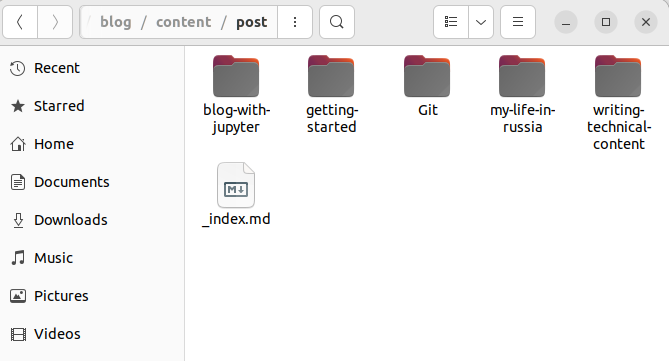 blog / content / post
Recent
Starred
Home
Documents
Downloads
Music
Pictures
Videos
blog-with-
jupyter
getting-
started
Git
my-life-in-
russia
writing-
technical-
content
M
_index.md